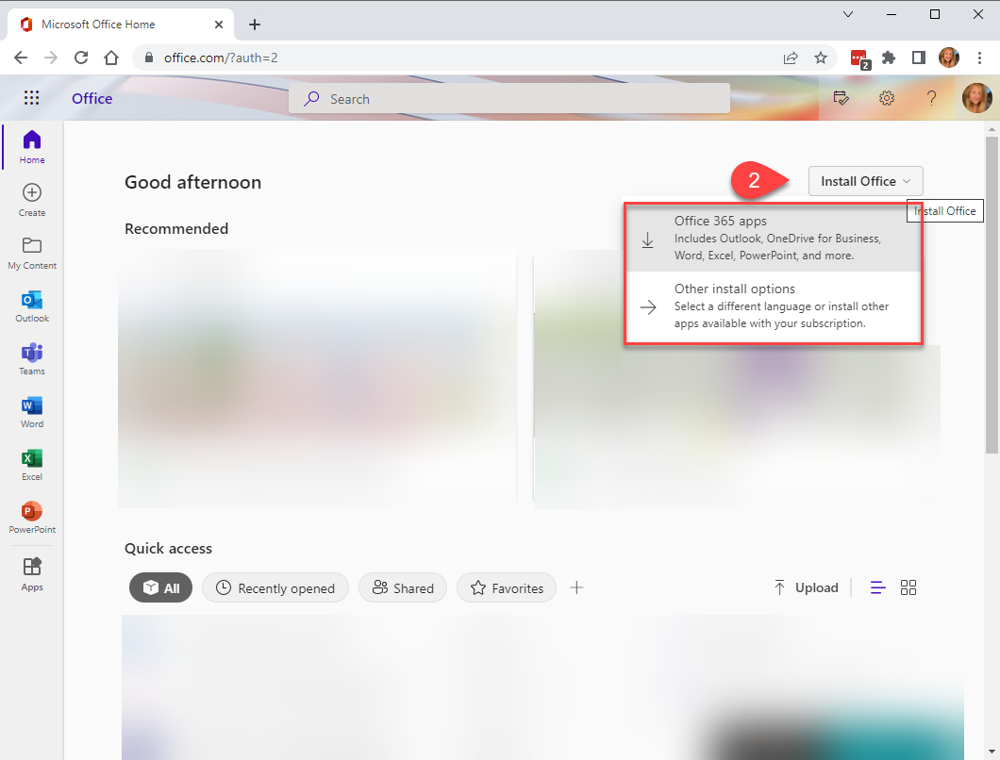 Microsoft Office Home
office.com/?auth=2
2
Office
Search
Home
Create
My Content
Outlook
Teams
Word
Excel
PowerPoint
Apps
Good afternoon
2
Install Office
Install Office
Office 365 apps
Includes Outlook, OneDrive for Business,
Word, Excel, PowerPoint, and more.
Other install options
Select a different language or install other
apps available with your subscription.
Recommended
Quick access
All
Recently opened
Shared
Favorites
Upload